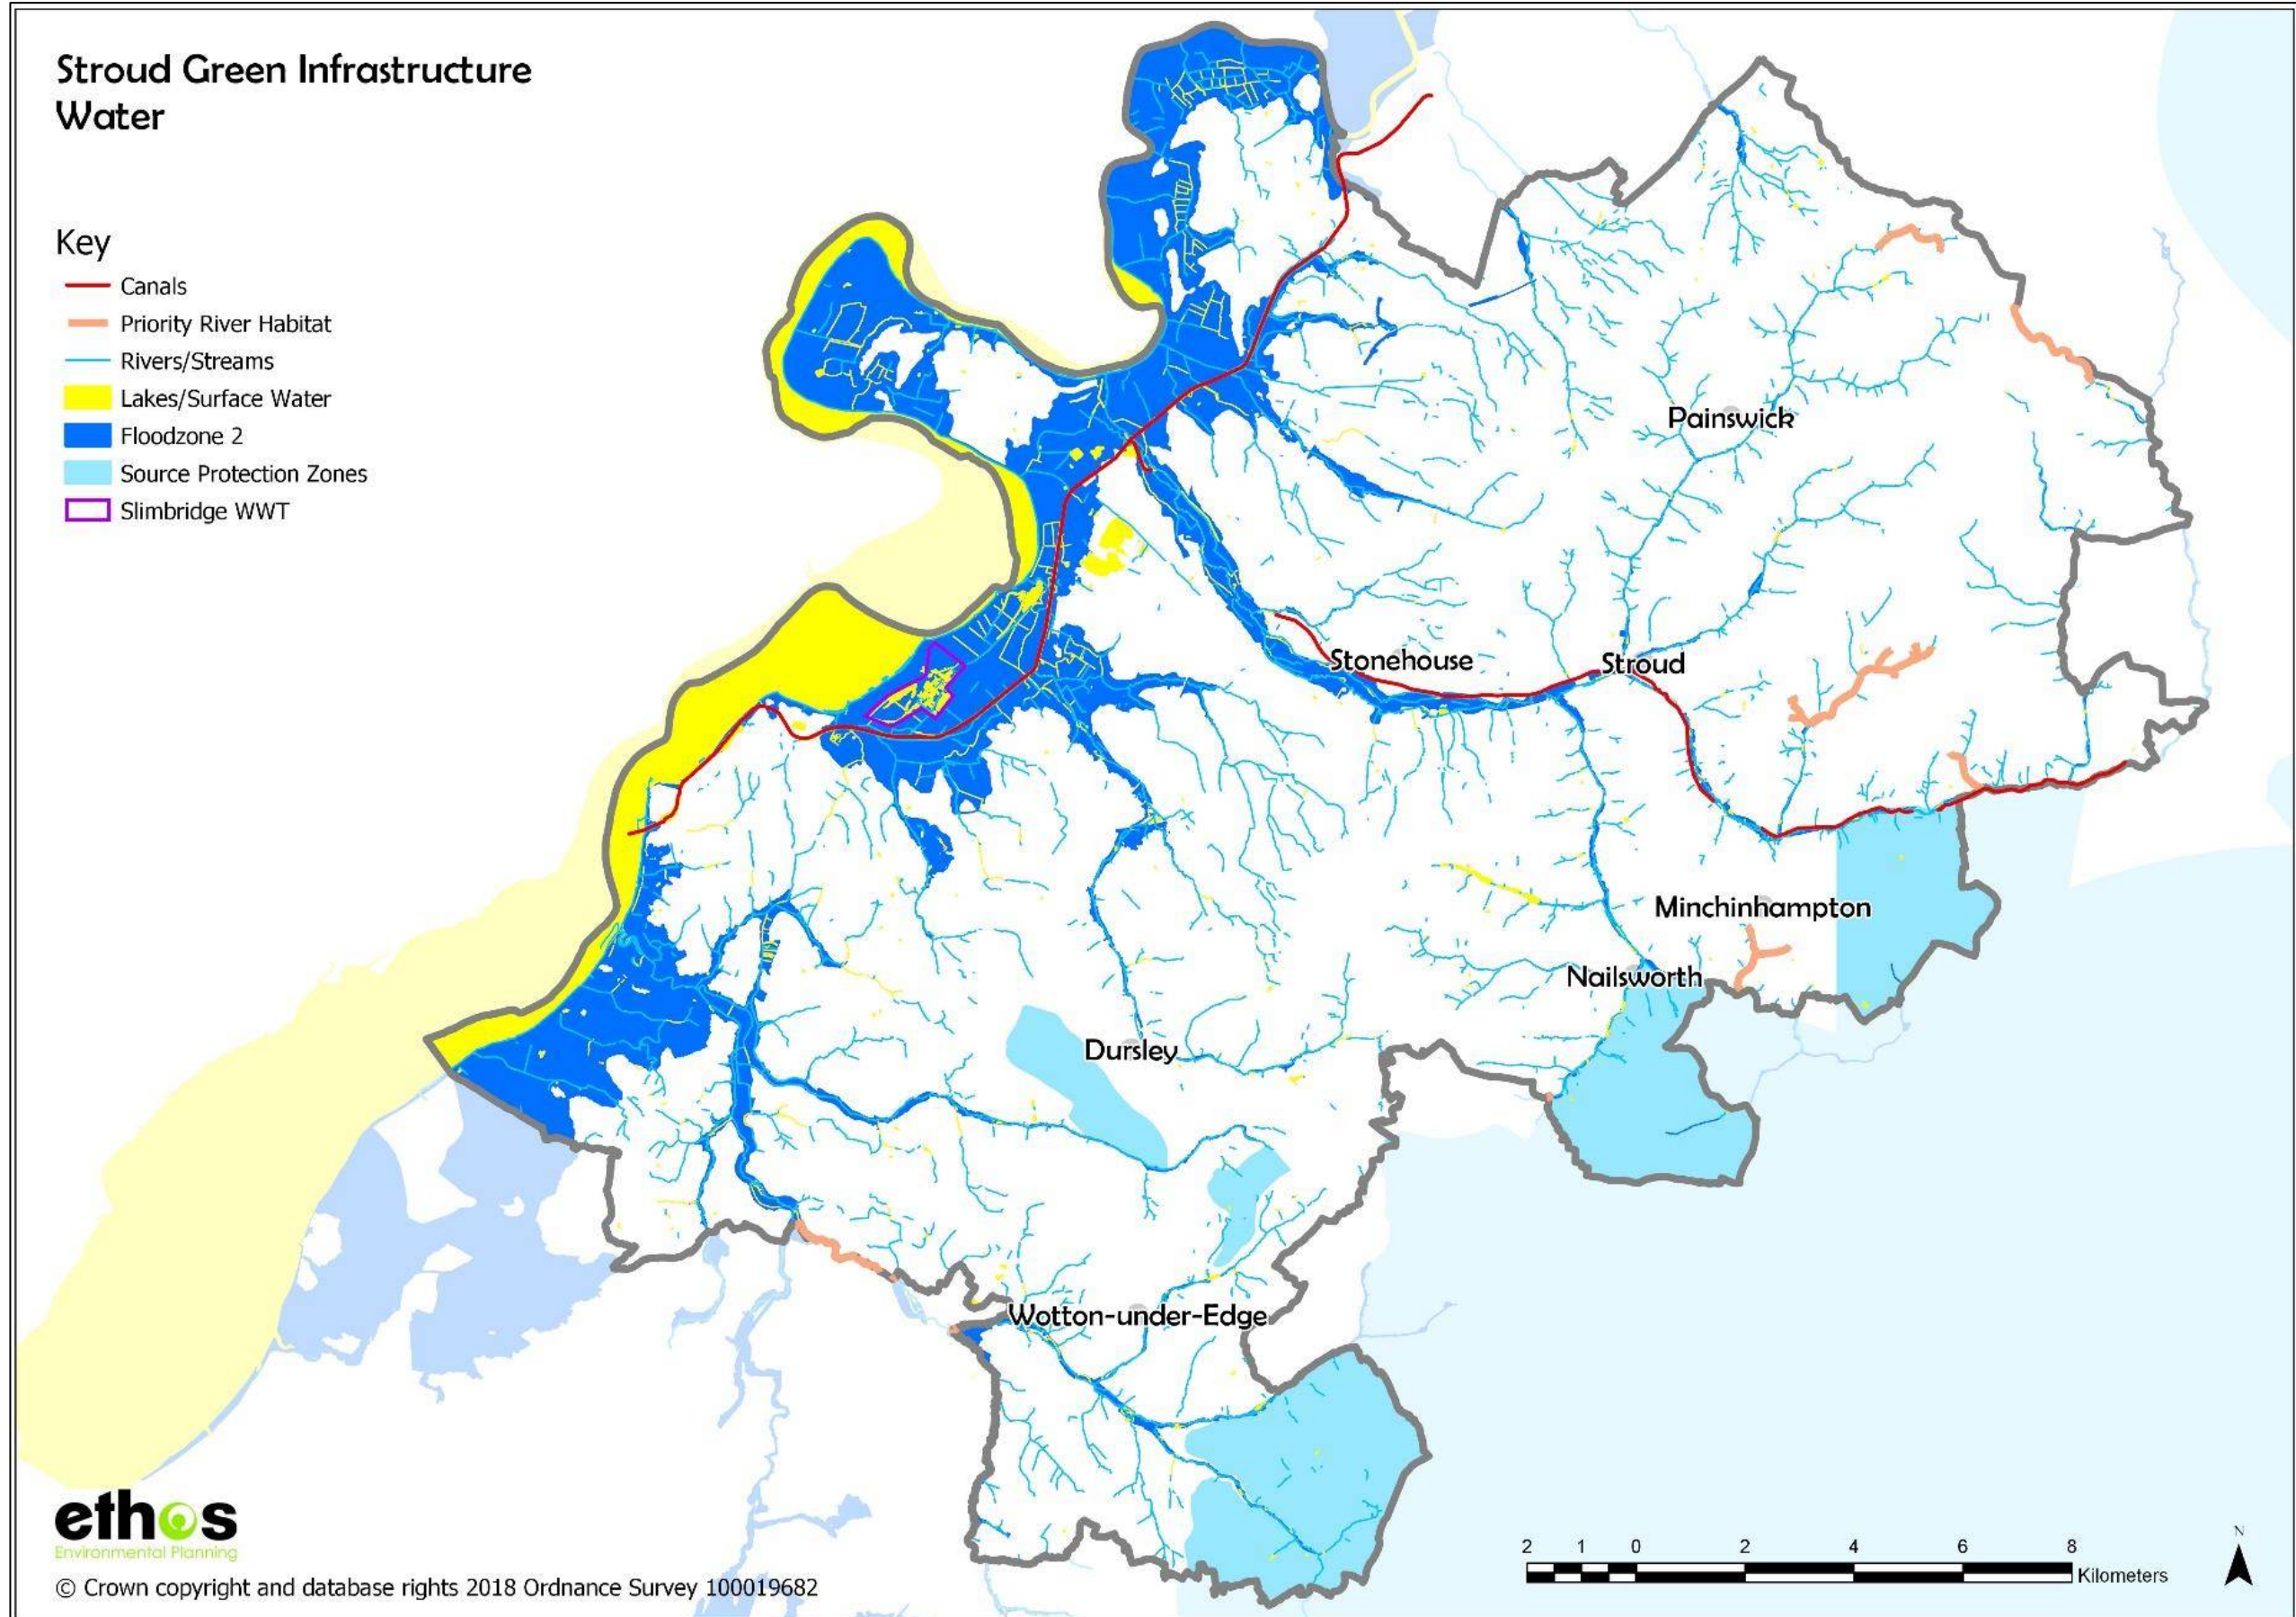 Stroud Green Infrastructure
Water
Key
Canals
Priority River Habitat
Rivers/Streams
Lakes/Surface Water
Floodzone 2
Source Protection Zones
Slimbridge WWT
Painswick
Stonehouse
Stroud
Minchinhampton
Nailsworth
Dursley
Wotton-under-Edge
ethos
Environmental Planning
© Crown copyright and database rights 2018 Ordnance Survey 100019682
2 1 0 2 4 6 8
Kilometers
N